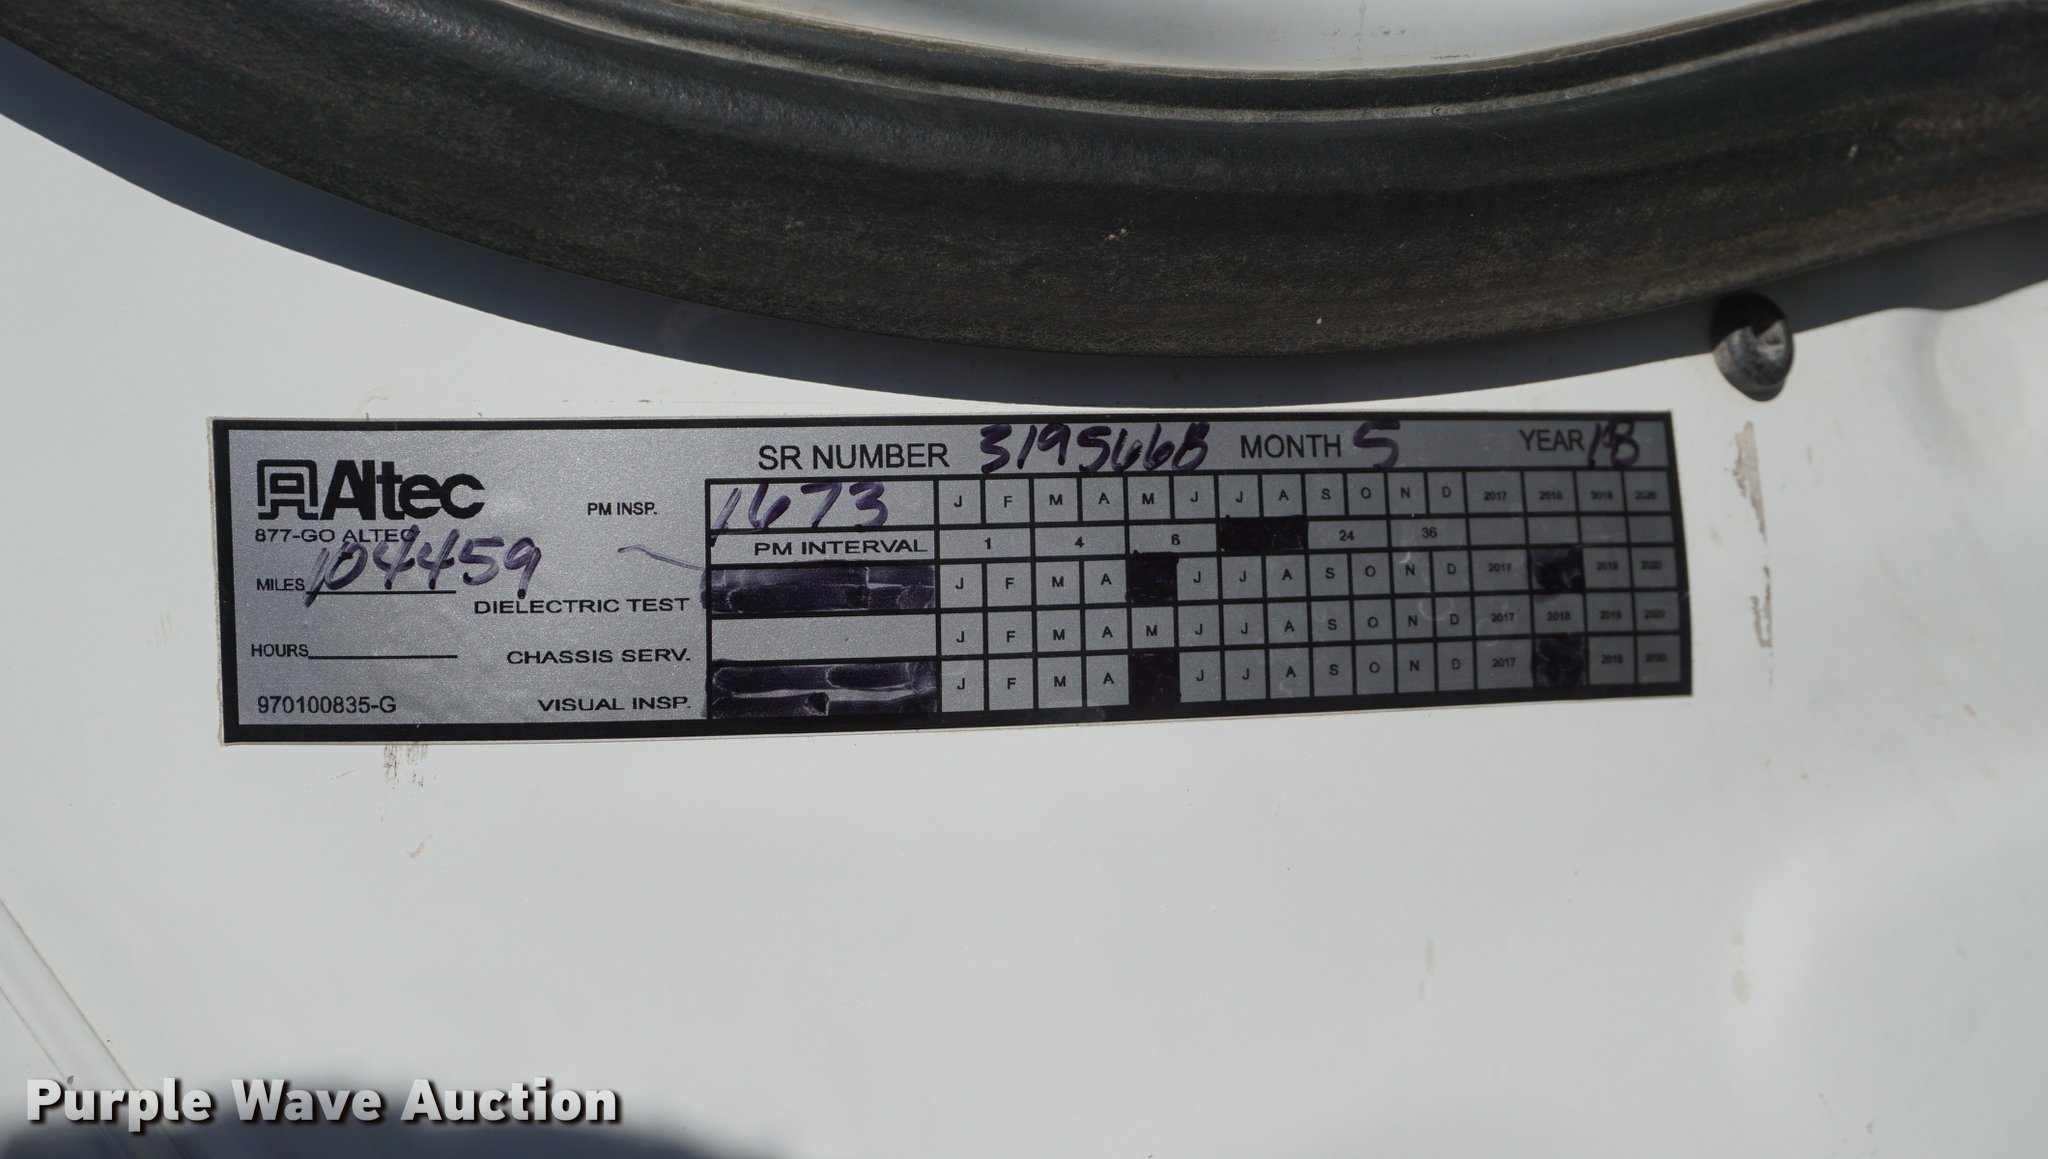 SR NUMBER 3195668 MONTH 5 YEAR 18
Altec
877-GO ALTEC
PM INSP. 1673 J F M A M J J A S O N D 2017 2018 2019 2020
PM INTERVAL 1 4 6 24 36
MILES 104459
DIELECTRIC TEST J F M A J J A S O N D 2017 2019 2020
HOURS
CHASSIS SERV. J F M A M J J A S O N D 2017 2018 2019 2020
970100835-G
VISUAL INSP. J F M A J J A S O N D 2017 2019 2020
Purple Wave Auction